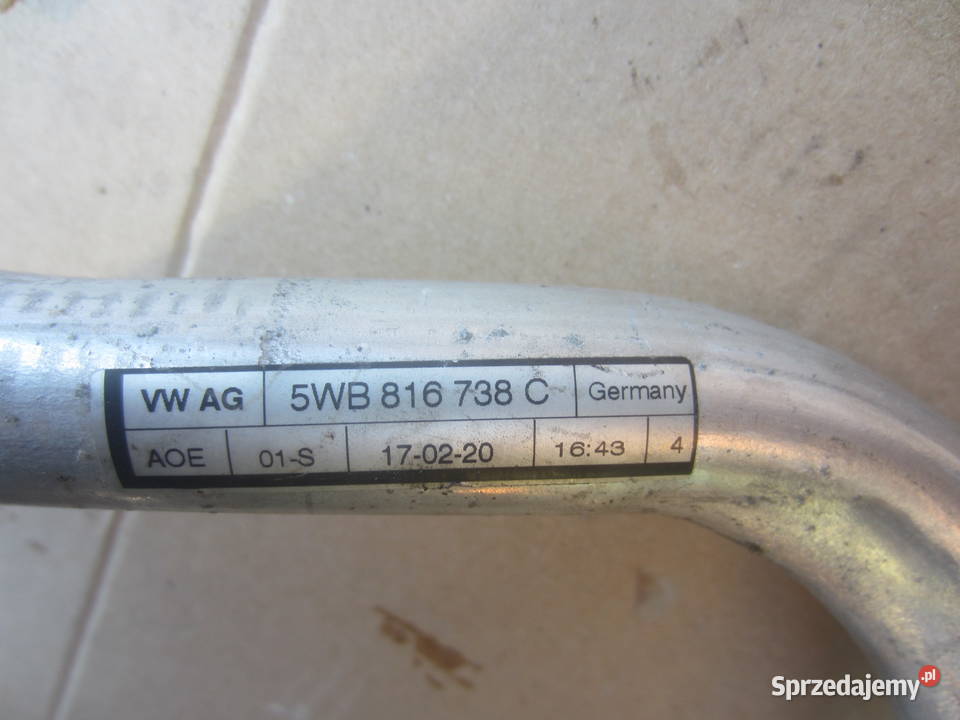 VW AG 5WB 816 738 C Germany
AOE 01-S 17-02-20 16:43 4
Sprzedajemy.pl